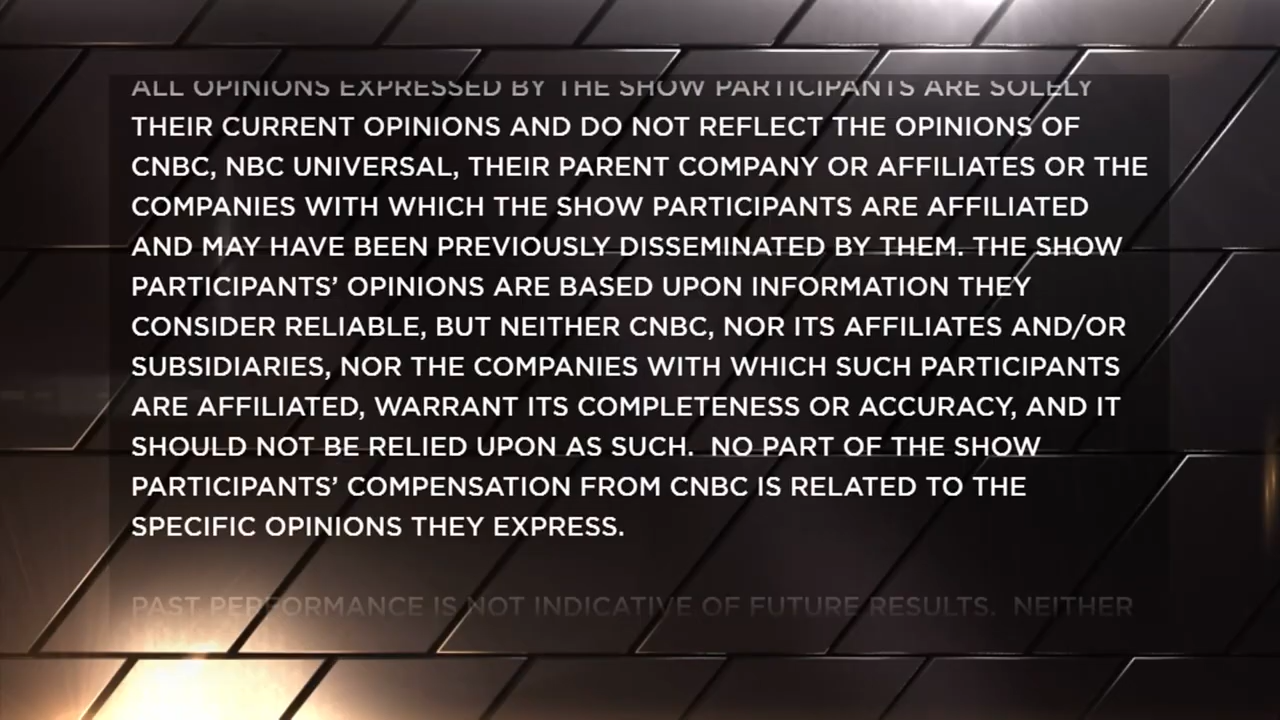 ALL OPINIONS EXPRESSED BY THE SHOW PARTICIPANTS ARE SOLELY
THEIR CURRENT OPINIONS AND DO NOT REFLECT THE OPINIONS OF
CNBC, NBC UNIVERSAL, THEIR PARENT COMPANY OR AFFILIATES OR THE
COMPANIES WITH WHICH THE SHOW PARTICIPANTS ARE AFFILIATED
AND MAY HAVE BEEN PREVIOUSLY DISSEMINATED BY THEM. THE SHOW
PARTICIPANTS’ OPINIONS ARE BASED UPON INFORMATION THEY
CONSIDER RELIABLE, BUT NEITHER CNBC, NOR ITS AFFILIATES AND/OR
SUBSIDIARIES, NOR THE COMPANIES WITH WHICH SUCH PARTICIPANTS
ARE AFFILIATED, WARRANT ITS COMPLETENESS OR ACCURACY, AND IT
SHOULD NOT BE RELIED UPON AS SUCH.  NO PART OF THE SHOW
PARTICIPANTS’ COMPENSATION FROM CNBC IS RELATED TO THE
SPECIFIC OPINIONS THEY EXPRESS.
PAST PERFORMANCE IS NOT INDICATIVE OF FUTURE RESULTS.  NEITHER